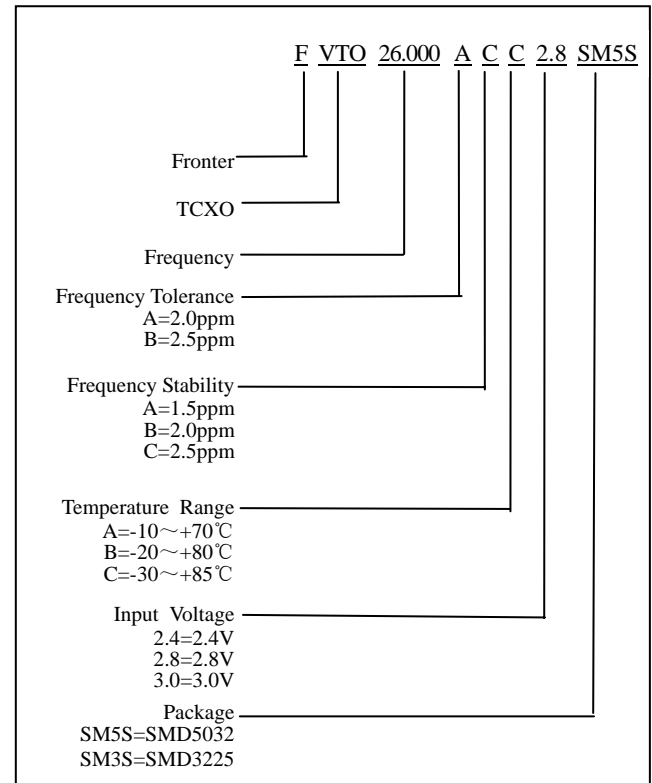 F VTO 26.000 A C C 2.8 SM5S
Fronter
TCXO
Frequency
Frequency Tolerance
A=2.0ppm
B=2.5ppm
Frequency Stability
A=1.5ppm
B=2.0ppm
C=2.5ppm
Temperature Range
A=-10～+70℃
B=-20～+80℃
C=-30～+85℃
Input Voltage
2.4=2.4V
2.8=2.8V
3.0=3.0V
Package
SM5S=SMD5032
SM3S=SMD3225